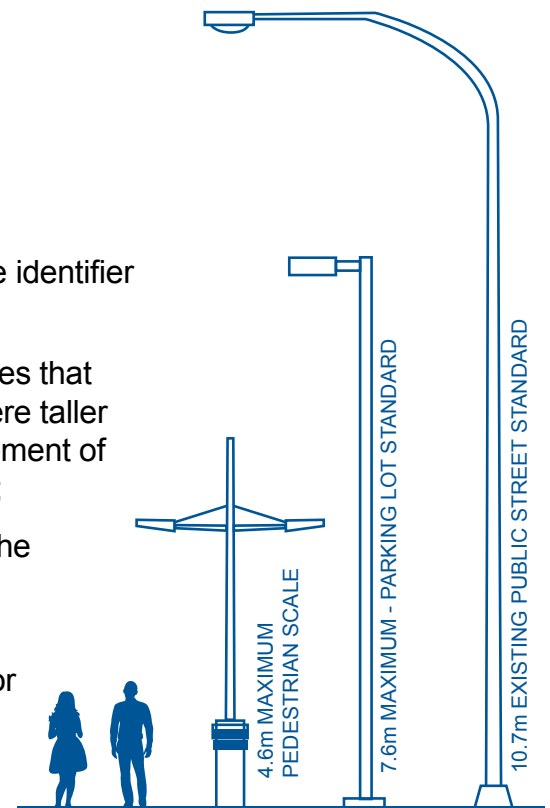 e identifier
es that
ere taller
ment of
he
or
4.6m MAXIMUM
PEDESTRIAN SCALE
7.6m MAXIMUM - PARKING LOT STANDARD
10.7m EXISTING PUBLIC STREET STANDARD